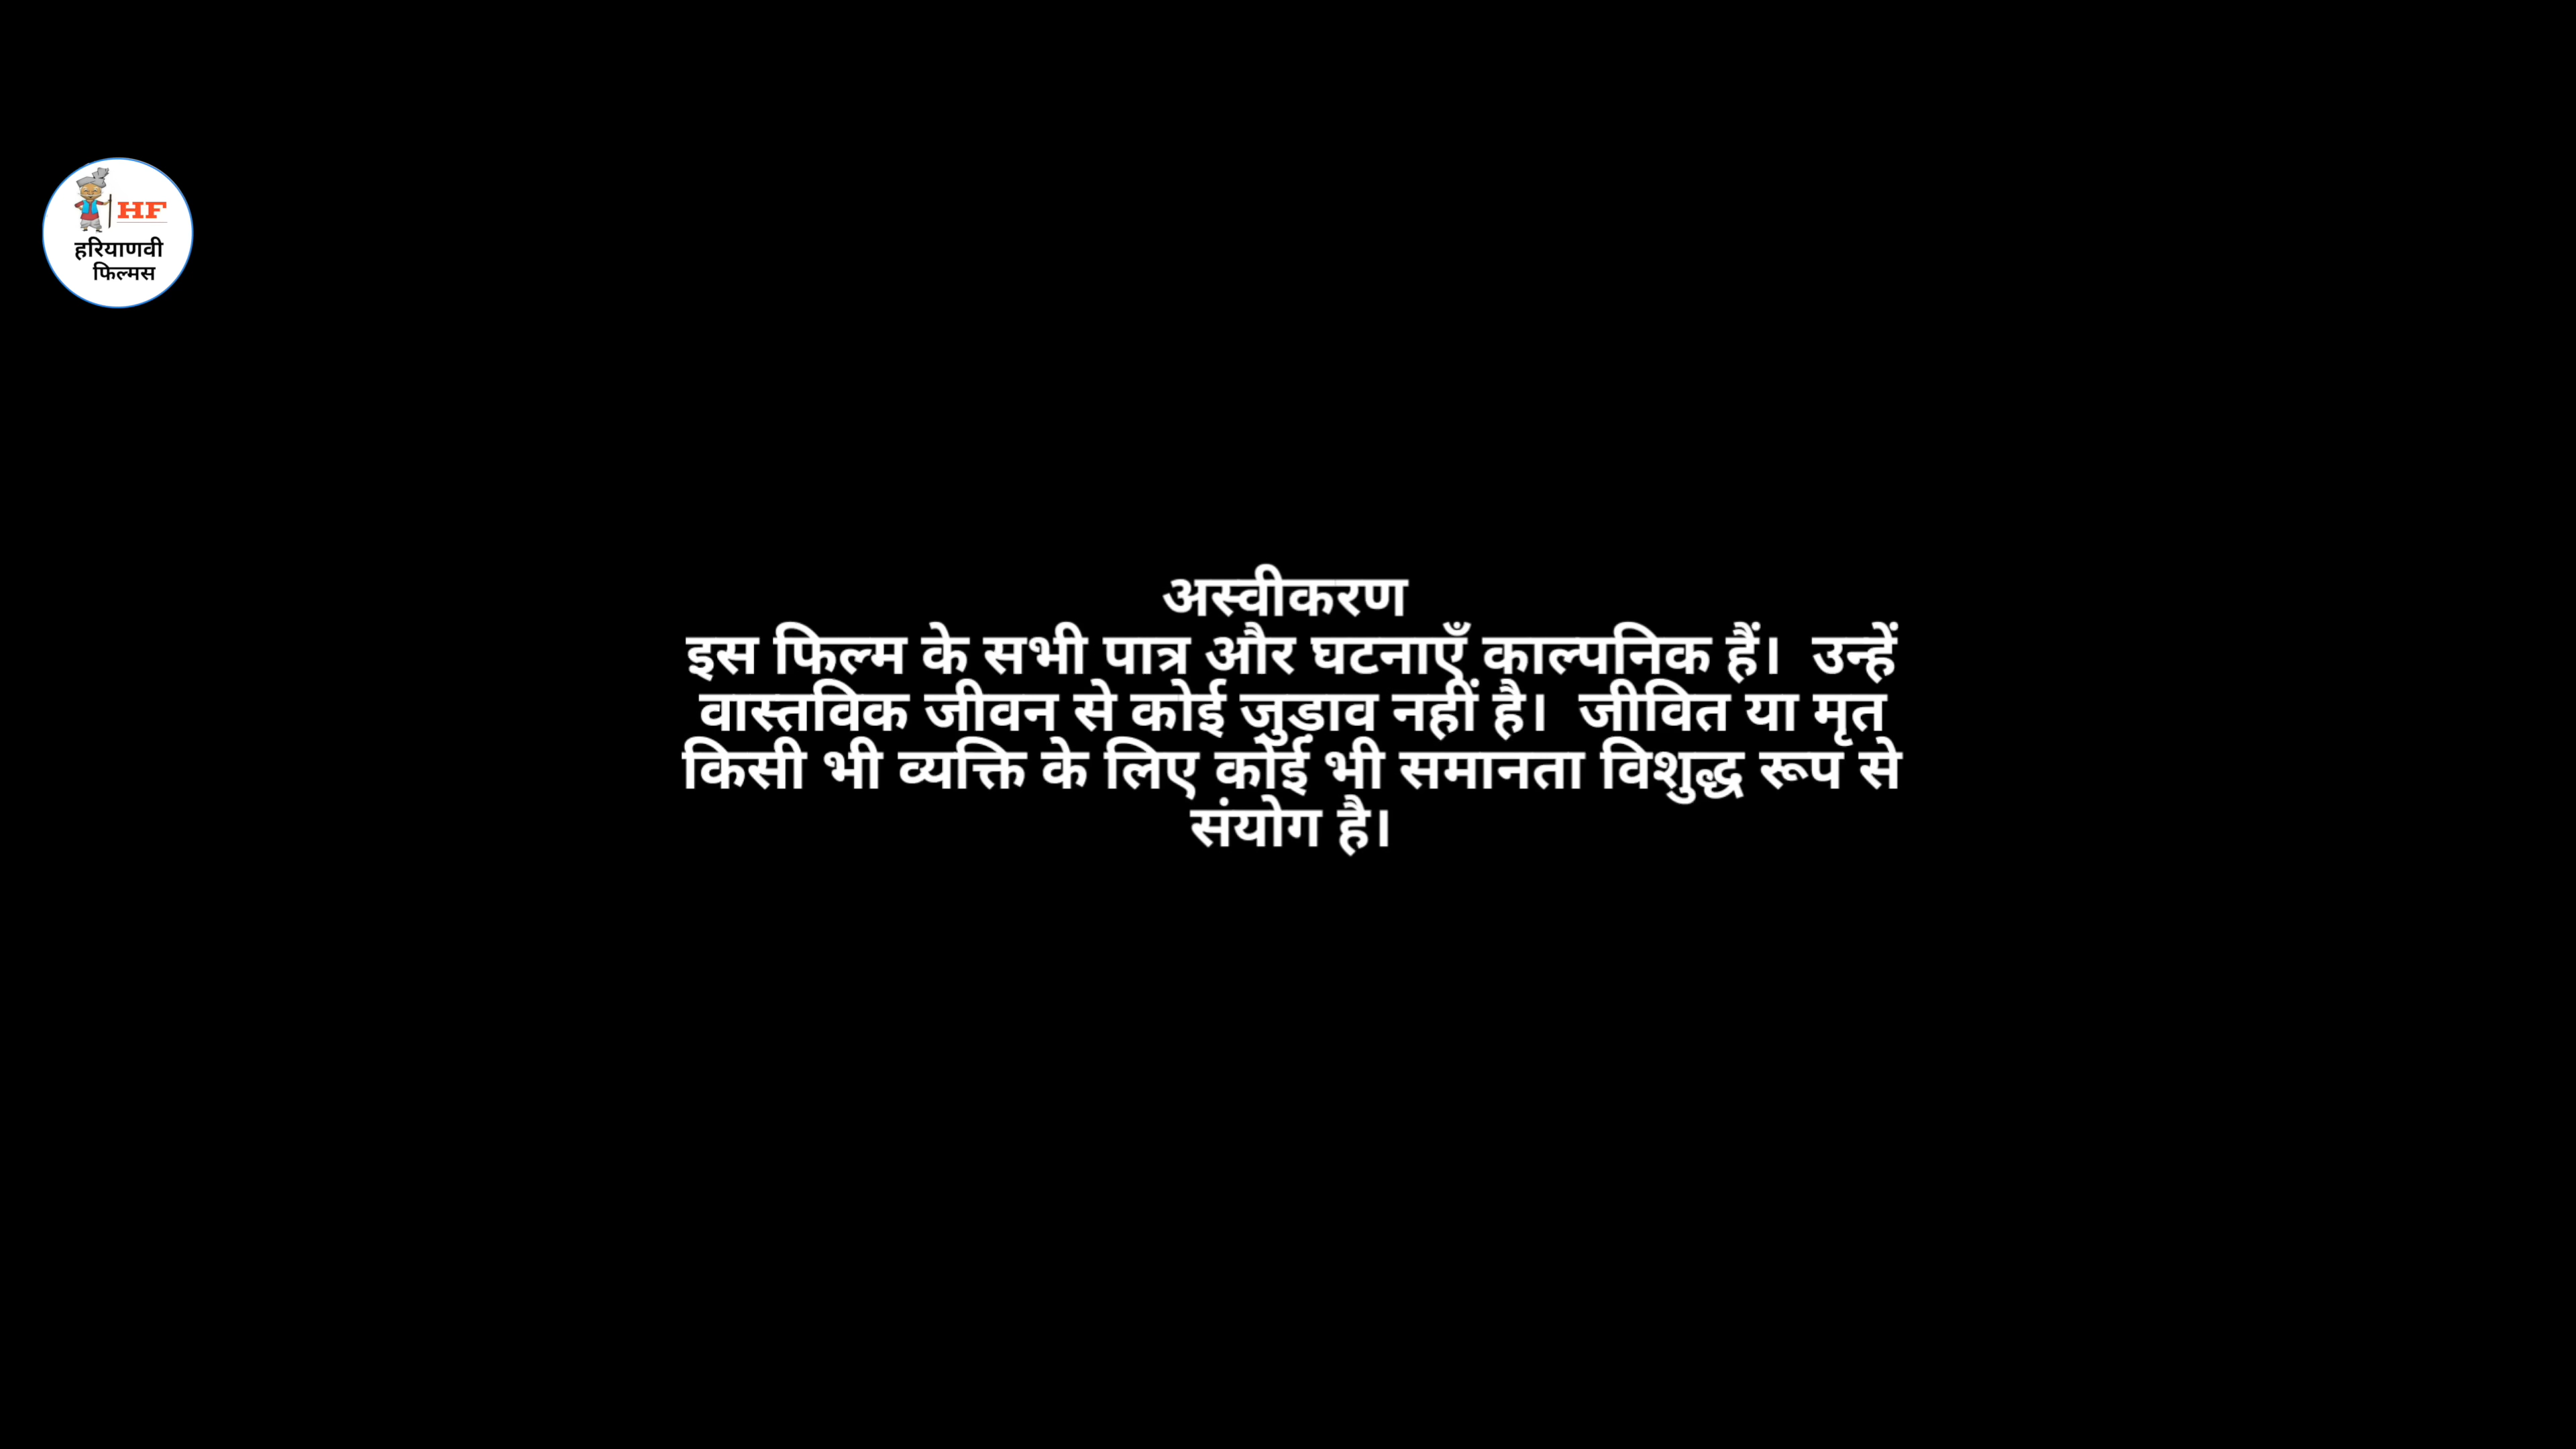 HF
हरियाणवी
फिल्मस
अस्वीकरण
इस फिल्म के सभी पात्र और घटनाएँ काल्पनिक हैं। उन्हें
वास्तविक जीवन से कोई जुड़ाव नहीं है। जीवित या मृत
किसी भी व्यक्ति के लिए कोई भी समानता विशुद्ध रूप से
संयोग है।